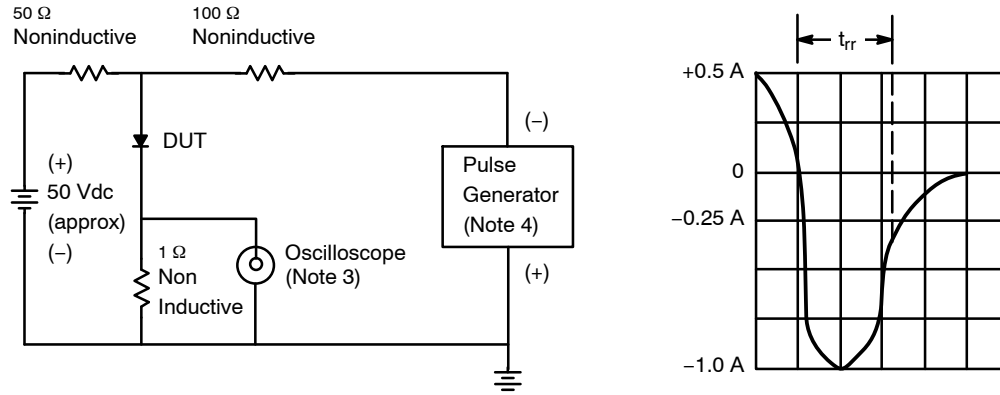 50 Ω
Noninductive
100 Ω
Noninductive
DUT
(+)
50 Vdc
(approx)
(−)
1 Ω
Non
Inductive
Oscilloscope
(Note 3)
(−)
Pulse
Generator
(Note 4)
(+)
trr
+0.5 A
0
−0.25 A
−1.0 A